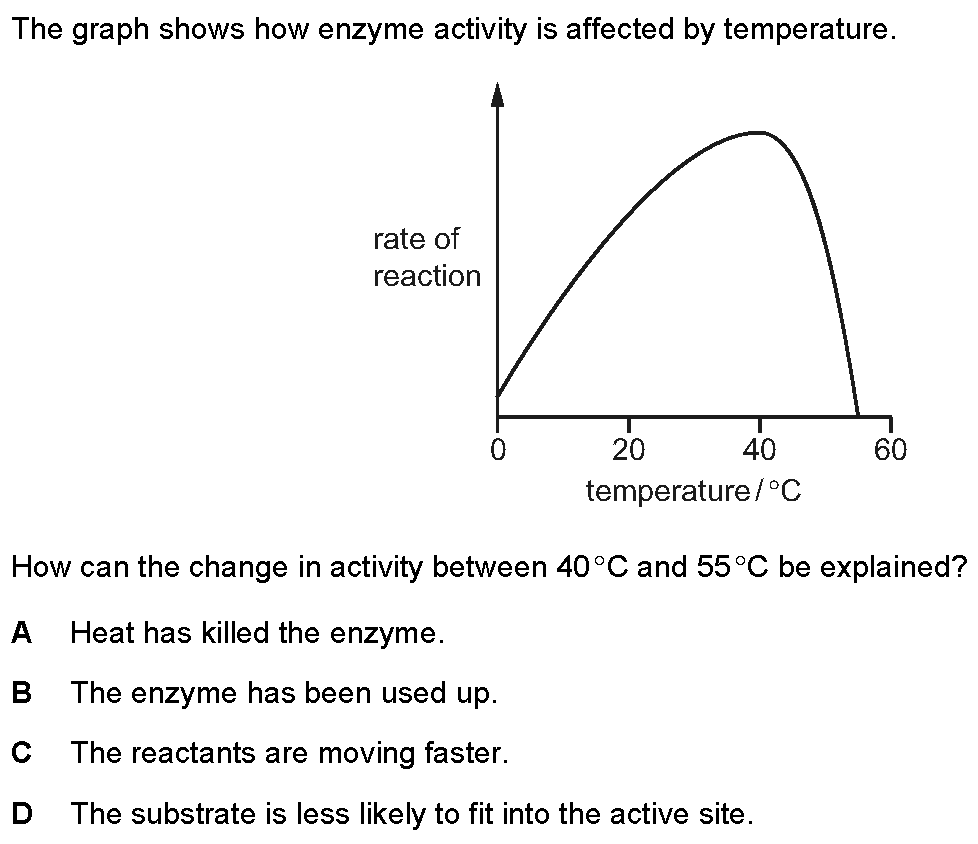 The graph shows how enzyme activity is affected by temperature.
rate of
reaction
0 20 40 60
temperature / °C
How can the change in activity between 40 °C and 55 °C be explained?
A Heat has killed the enzyme.
B The enzyme has been used up.
C The reactants are moving faster.
D The substrate is less likely to fit into the active site.